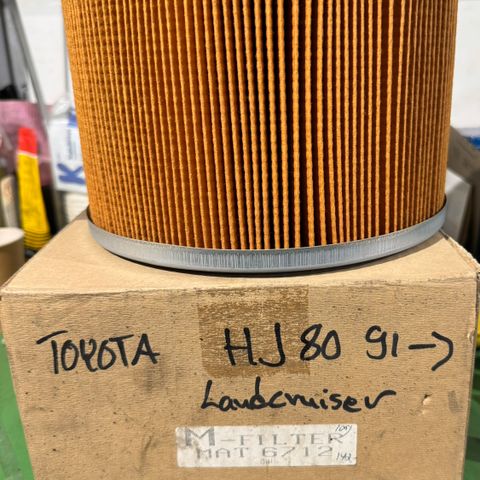 TOYOTA HJ 80 91->
Landcruiser
M-FILTER
MAT 6712